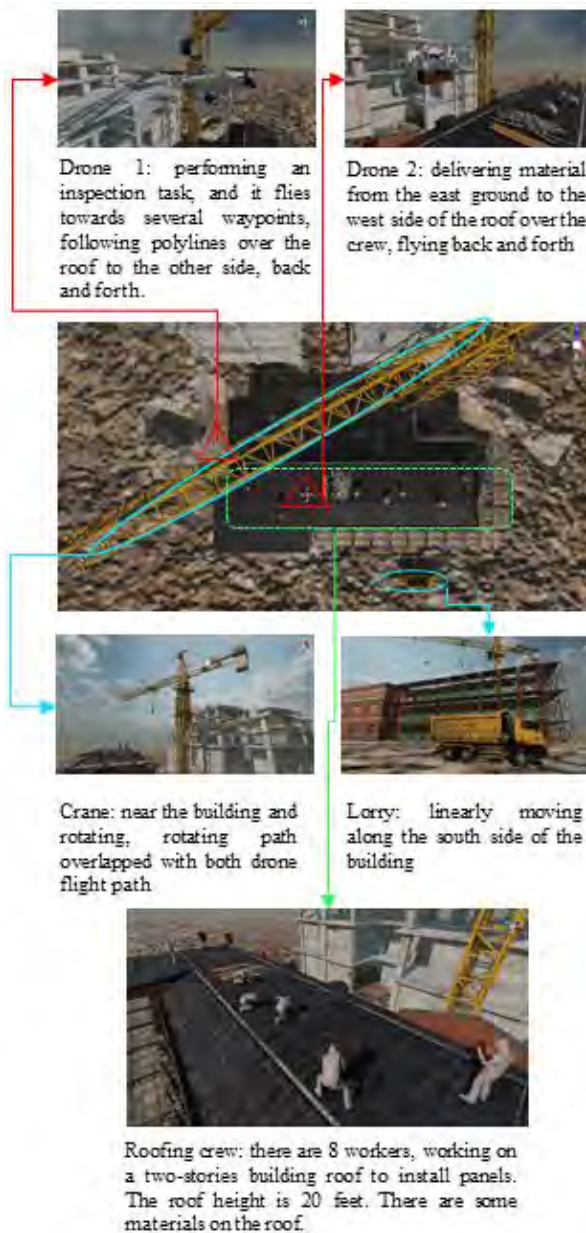 Drone 1: performing an
inspection task, and it flies
towards several waypoints,
following polylines over the
roof to the other side, back
and forth.
Drone 2: delivering material
from the east ground to the
west side of the roof over the
crew, flying back and forth
Crane: near the building and
rotating, rotating path
overlapped with both drone
flight path
Lorry: linearly moving
along the south side of the
building
Roofing crew: there are 8 workers, working on
a two-stories building roof to install panels.
The roof height is 20 feet. There are some
materials on the roof.